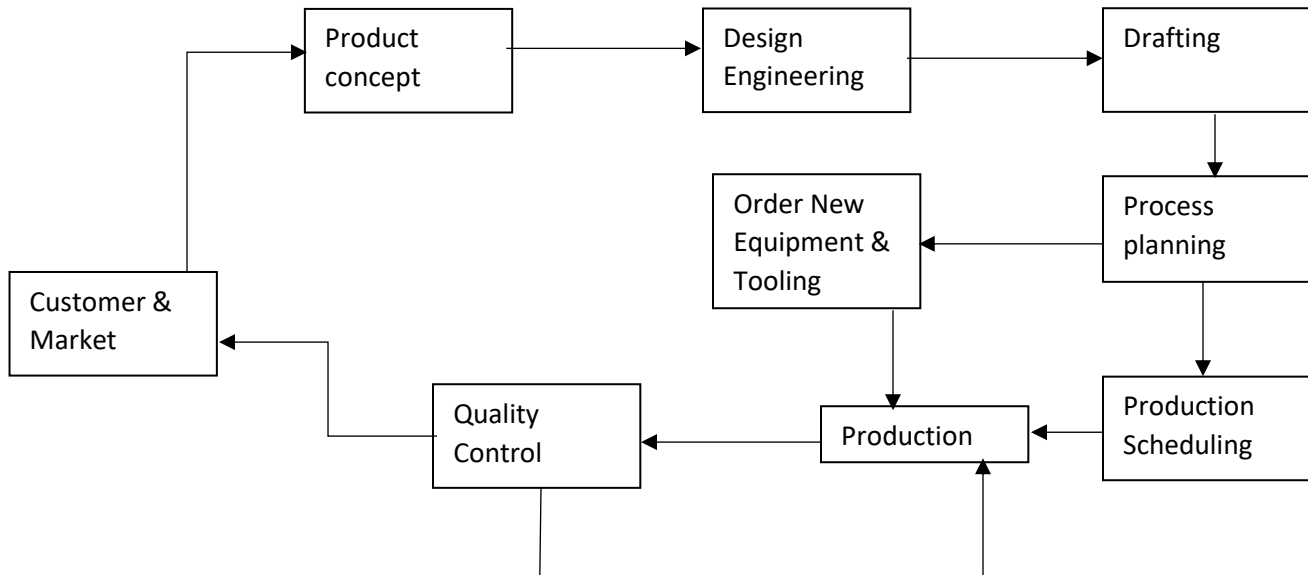 Product
concept
Design
Engineering
Drafting
Order New
Equipment &
Tooling
Process
planning
Customer &
Market
Quality
Control
Production
Production
Scheduling